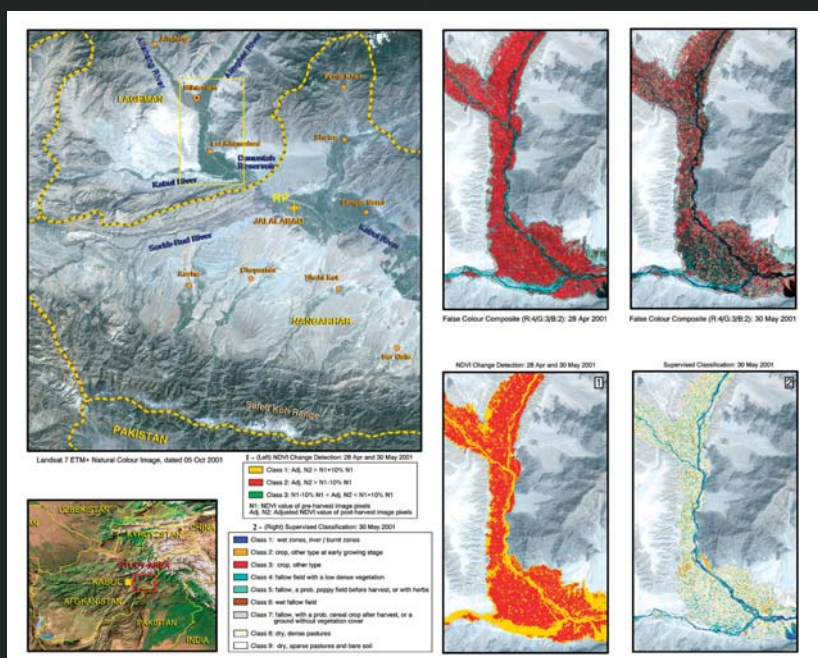 LAGHMAN
Danuntah
Reservoir
Kabul River
RP
JALALABAD
Kabul River
Surkh-Rud River
NANGARHAR
Safed Koh Range
PAKISTAN
Landsat 7 ETM+ Natural Colour Image, dated 05 Oct 2001
False Colour Composite (R:4/G:3/B:2): 28 Apr 2001
False Colour Composite (R:4/G:3/B:2): 30 May 2001
NDVI Change Detection: 28 Apr and 30 May 2001
1
Supervised Classification: 30 May 2001
2
1 - (Left) NDVI Change Detection: 28 Apr and 30 May 2001
Class 1: Adj. N2 > N1+10% N1
Class 2: Adj. N2 > N1-10% N1
Class 3: N1-10% N1 < Adj. N2 < N1+10% N1
N1: NDVI value of pre-harvest image pixels
Adj. N2: Adjusted NDVI value of post-harvest image pixels
2 - (Right) Supervised Classification: 30 May 2001
Class 1: wet zones, river / burnt zones
Class 2: crop, other type at early growing stage
Class 3: crop, other type
Class 4: fallow field with a low dense vegetation
Class 5: fallow, a prob. poppy field before harvest, or with herbs
Class 6: wet fallow field
Class 7: fallow, with a prob. cereal crop after harvest, or a
ground without vegetation cover
Class 8: dry, dense pastures
Class 9: dry, sparse pastures and bare soil
UZBEKISTAN
KYRGYZSTAN
CHINA
STUDY AREA
KABUL
AFGHANISTAN
PAKISTAN
INDIA